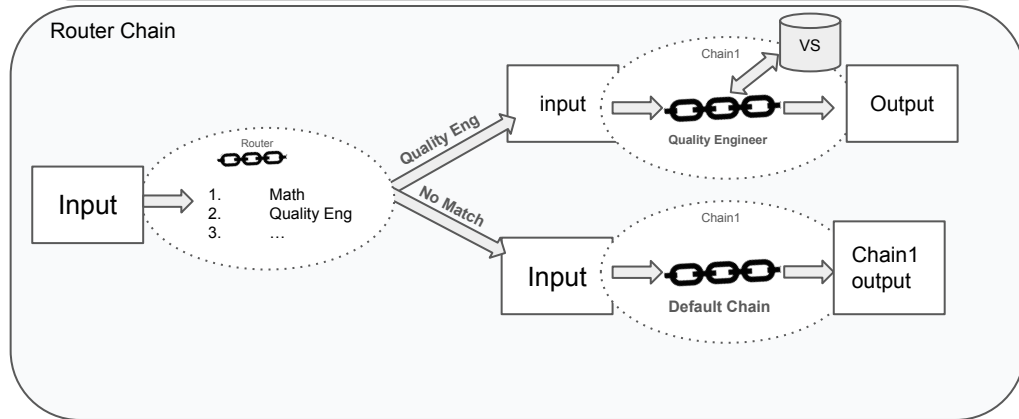 Router Chain
VS
Chain1
input
Output
Quality Engineer
Quality Eng
Router
Input
1. Math
2. Quality Eng
3. ...
No Match
Chain1
Input
Chain1
output
Default Chain